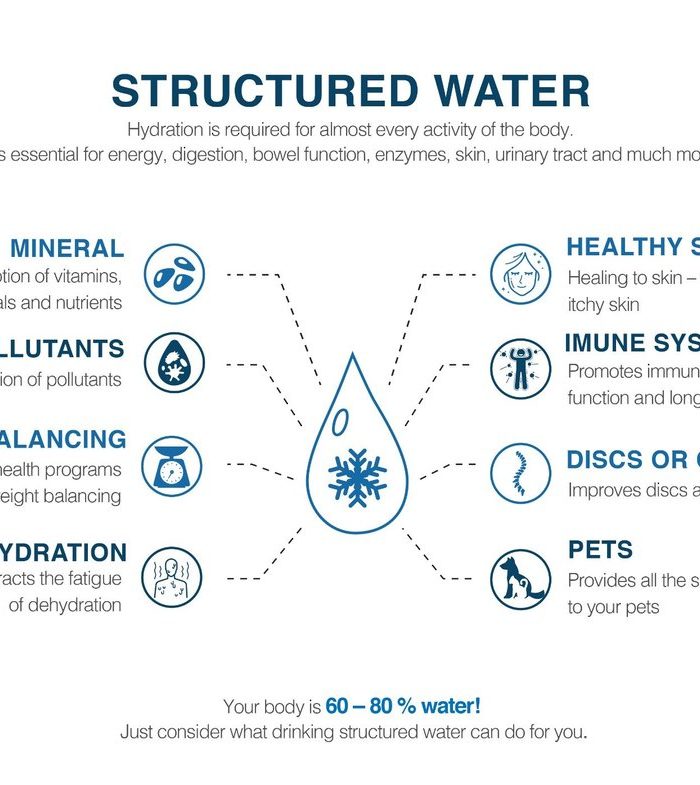 STRUCTURED WATER
Hydration is required for almost every activity of the body.
s essential for energy, digestion, bowel function, enzymes, skin, urinary tract and much mo
MINERAL
tion of vitamins,
als and nutrients
LLUTANTS
ion of pollutants
ALANCING
health programs
eight balancing
YDRATION
racts the fatigue
of dehydration
HEALTHY S
Healing to skin –
itchy skin
IMUNE SYS
Promotes immun
function and long
DISCS OR
Improves discs a
PETS
Provides all the s
to your pets
Your body is 60 – 80 % water!
Just consider what drinking structured water can do for you.